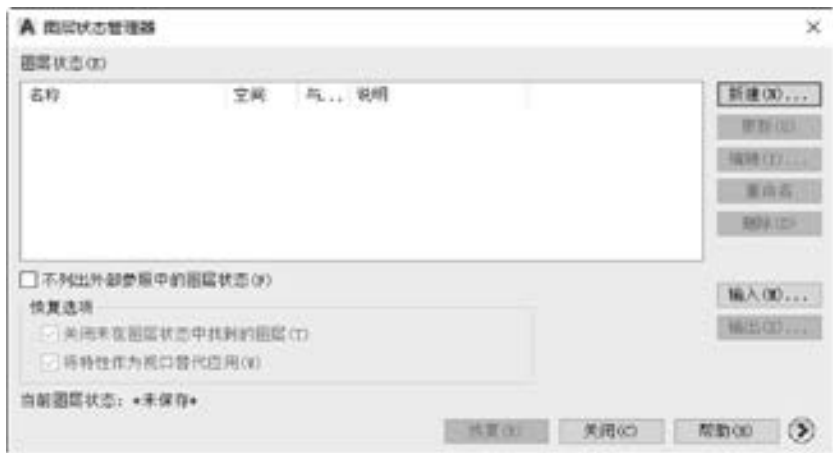 图层状态管理器
图层状态(E)
名称 空间 与... 说明
新建(N)...
更新(U)
编辑(I)...
重命名
删除(D)
不列出外部参照中的图层状态(F)
输入(M)...
输出(X)...
恢复选项
关闭未在图层状态中找到的图层(T)
将特性作为视口替代应用(V)
当前图层状态: *未保存*
恢复(R) 关闭(C) 帮助(H)